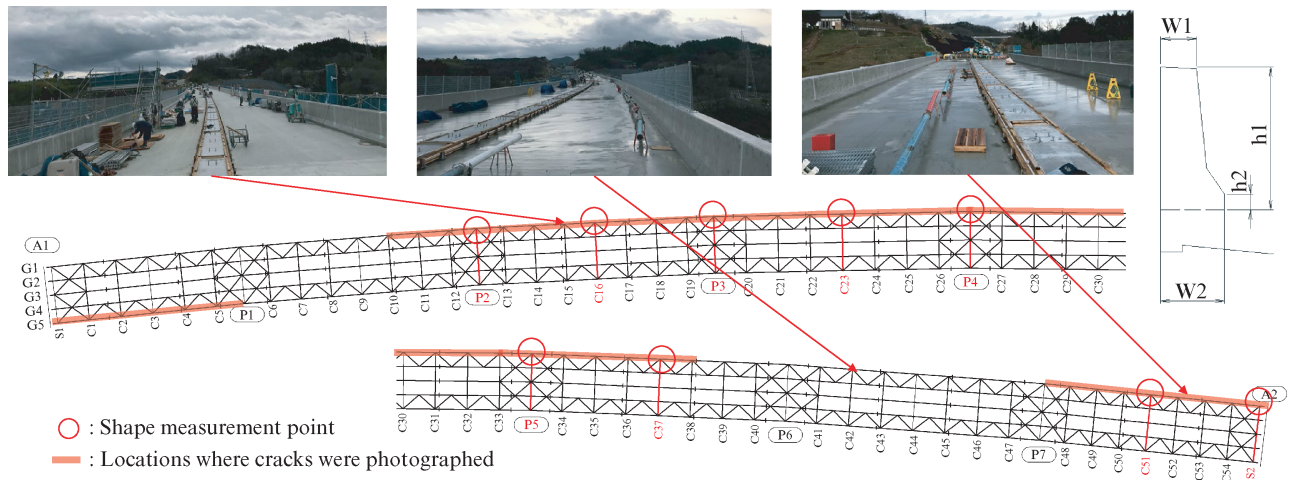 W1
h1
h2
W2
A1
G1
G2
G3
G4
G5
S1
C1
C2
C3
C4
C5
P1
C6
C7
C8
C9
C10
C11
C12
P2
C13
C14
C15
C16
C17
C18
C19
P3
C20
C21
C22
C23
C24
C25
C26
P4
C27
C28
C29
C30
C30
C31
C32
C33
P5
C34
C35
C36
C37
C38
C39
C40
P6
C41
C42
C43
C44
C45
C46
C47
P7
C48
C49
C50
C51
C52
C53
C54
S2
A2
: Shape measurement point
: Locations where cracks were photographed